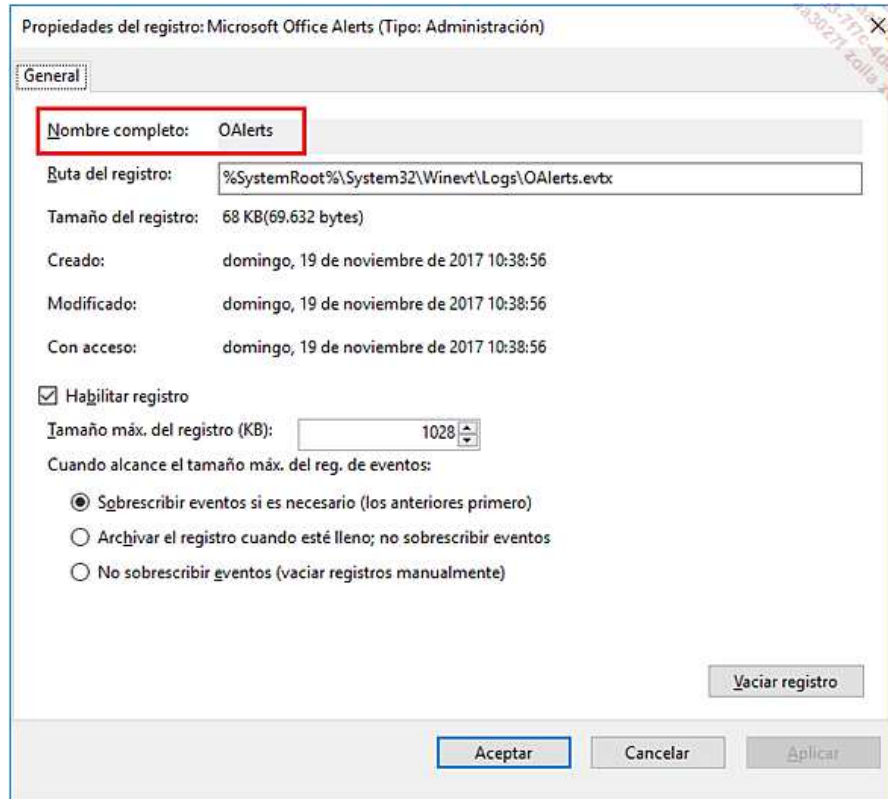 Propiedades del registro: Microsoft Office Alerts (Tipo: Administración)
General
Nombre completo: OAlerts
Ruta del registro: %SystemRoot%\System32\Winevt\Logs\OAlerts.evtx
Tamaño del registro: 68 KB(69.632 bytes)
Creado: domingo, 19 de noviembre de 2017 10:38:56
Modificado: domingo, 19 de noviembre de 2017 10:38:56
Con acceso: domingo, 19 de noviembre de 2017 10:38:56
Habilitar registro
Tamaño máx. del registro (KB): 1028
Cuando alcance el tamaño máx. del reg. de eventos:
Sobrescribir eventos si es necesario (los anteriores primero)
Archivar el registro cuando esté lleno; no sobrescribir eventos
No sobrescribir eventos (vaciar registros manualmente)
Vaciar registro
Aceptar Cancelar Aplicar